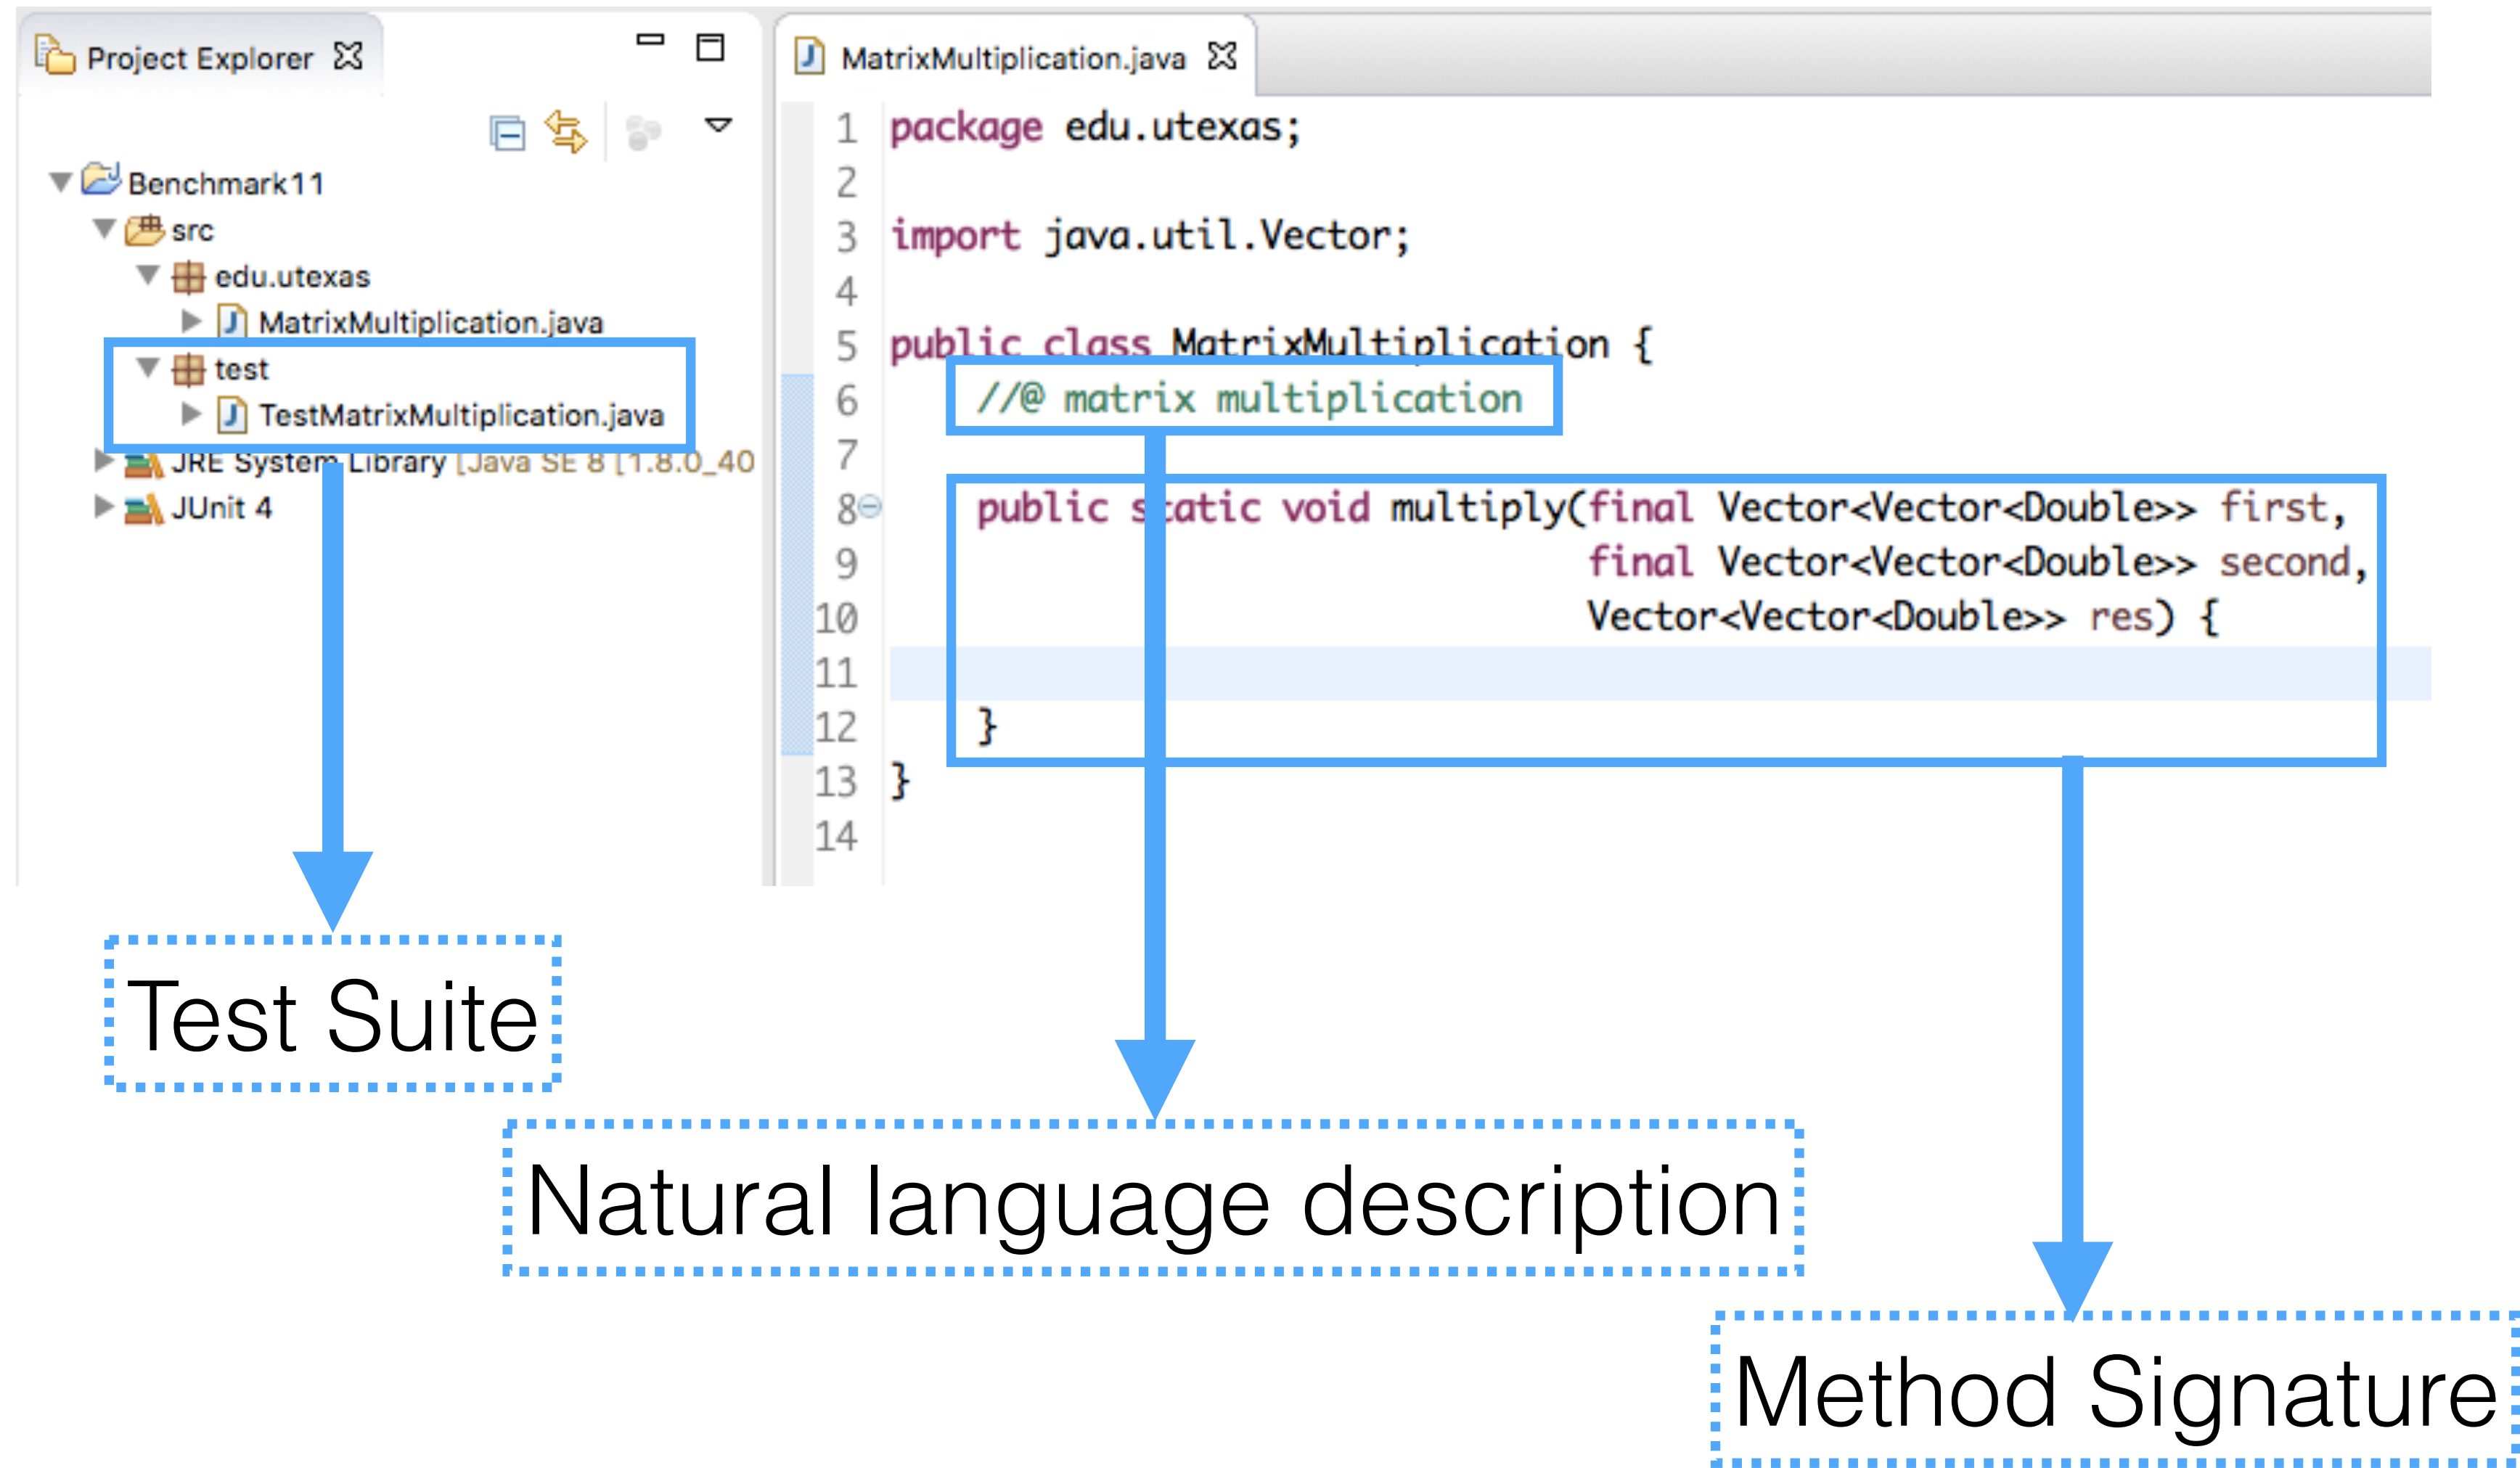 Project Explorer
Benchmark11
src
edu.utexas
MatrixMultiplication.java
test
TestMatrixMultiplication.java
JRE System Library [Java SE 8 [1.8.0_40
JUnit 4
MatrixMultiplication.java
1 package edu.utexas;
2
3 import java.util.Vector;
4
5 public class MatrixMultiplication {
6 //@ matrix multiplication
7
8 public static void multiply(final Vector<Vector<Double>> first,
9 final Vector<Vector<Double>> second,
10 Vector<Vector<Double>> res) {
11
12 }
13 }
14
Test Suite
Natural language description
Method Signature